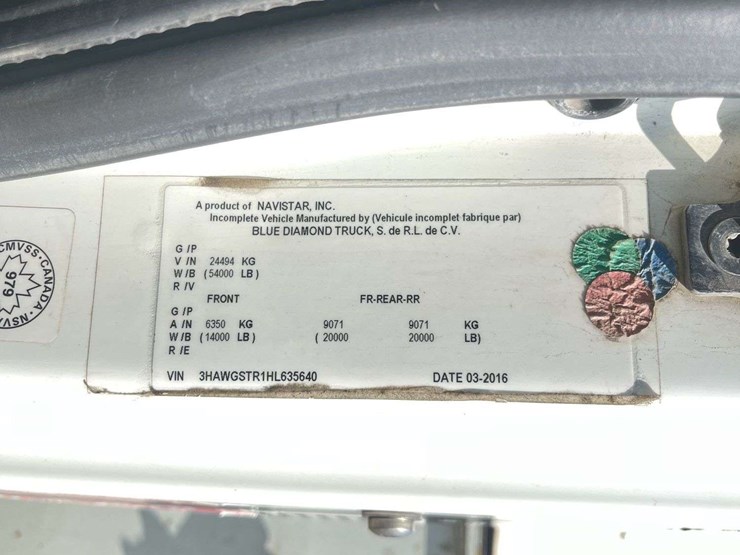 A product of NAVISTAR, INC.
Incomplete Vehicle Manufactured by (Vehicule incomplet fabrique par)
BLUE DIAMOND TRUCK, S. de R.L. de C.V.
G /P
V / N 24494 KG
W / B ( 54000 LB )
R / V
FRONT FR-REAR-RR
G /P
A / N 6350 KG 9071 9071 KG
W / B ( 14000 LB ) ( 20000 20000 LB)
R /E
VIN 3HAWGSTR1HL635640 DATE 03-2016
CMVSS · CANADA · NSV
979